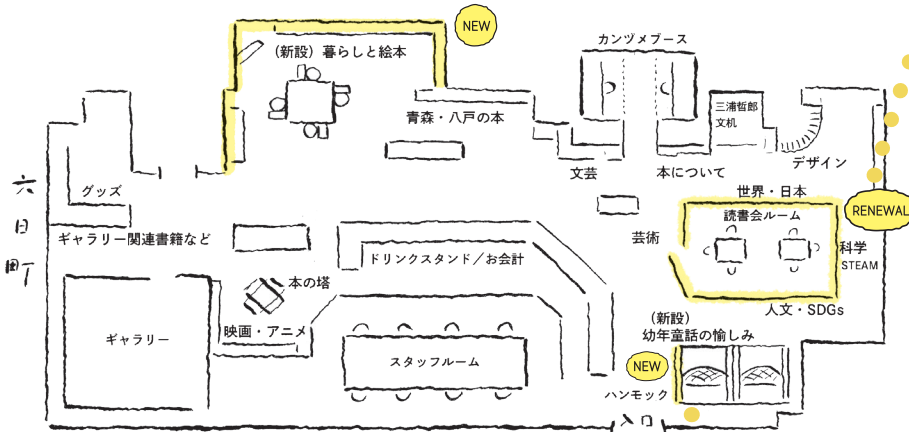 NEW
(新設) 暮らしと絵本
カンヅメブース
青森・八戸の本
三浦哲郎
文机
文芸
本について
デザイン
六日町
グッズ
世界・日本
RENEWAL
読書会ルーム
ギャラリー関連書籍など
芸術
科学
STEAM
ドリンクスタンド／お会計
本の塔
人文・SDGs
(新設)
幼年童話の愉しみ
映画・アニメ
ギャラリー
スタッフルーム
NEW
ハンモック
入口